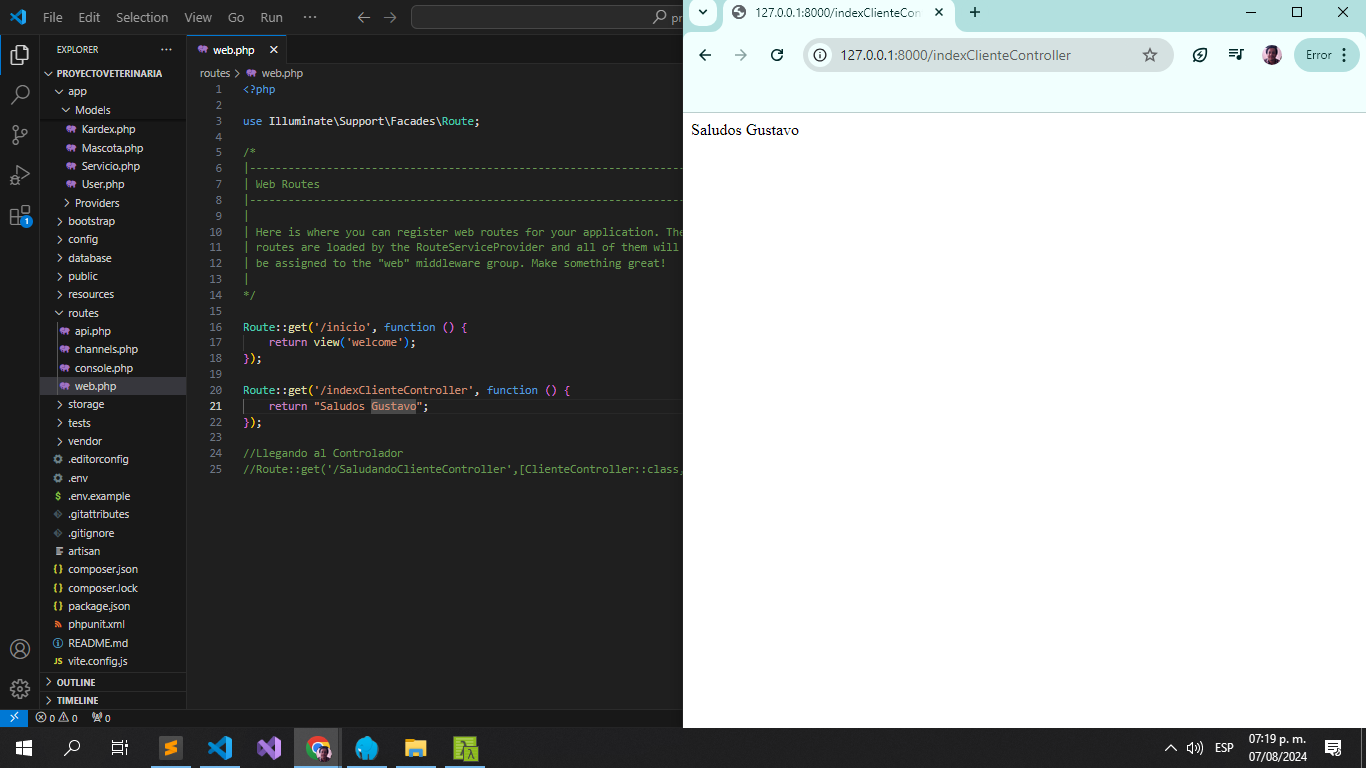 File Edit Selection View Go Run ···
pr
EXPLORER ···
PROYECTOVETERINARIA
app
Models
Kardex.php
Mascota.php
Servicio.php
User.php
Providers
bootstrap
config
database
public
resources
routes
api.php
channels.php
console.php
web.php
storage
tests
vendor
.editorconfig
.env
$ .env.example
.gitattributes
.gitignore
artisan
{} composer.json
{} composer.lock
{} package.json
phpunit.xml
README.md
JS vite.config.js
OUTLINE
TIMELINE
1
0 0 0
web.php
routes > web.php
1 <?php
2
3 use Illuminate\Support\Facades\Route;
4
5 /*
6 |--------------------------------------------------------------------
7 | Web Routes
8 |--------------------------------------------------------------------
9 |
10 | Here is where you can register web routes for your application. The
11 | routes are loaded by the RouteServiceProvider and all of them will
12 | be assigned to the "web" middleware group. Make something great!
13 |
14 */
15
16 Route::get('/inicio', function () {
17 return view('welcome');
18 });
19
20 Route::get('/indexClienteController', function () {
21 return "Saludos Gustavo";
22 });
23
24 //Llegando al Controlador
25 //Route::get('/SaludandoClienteController',[ClienteController::class,
127.0.0.1:8000/indexClienteCon
127.0.0.1:8000/indexClienteController
Error
Saludos Gustavo
ESP
07:19 p. m.
07/08/2024